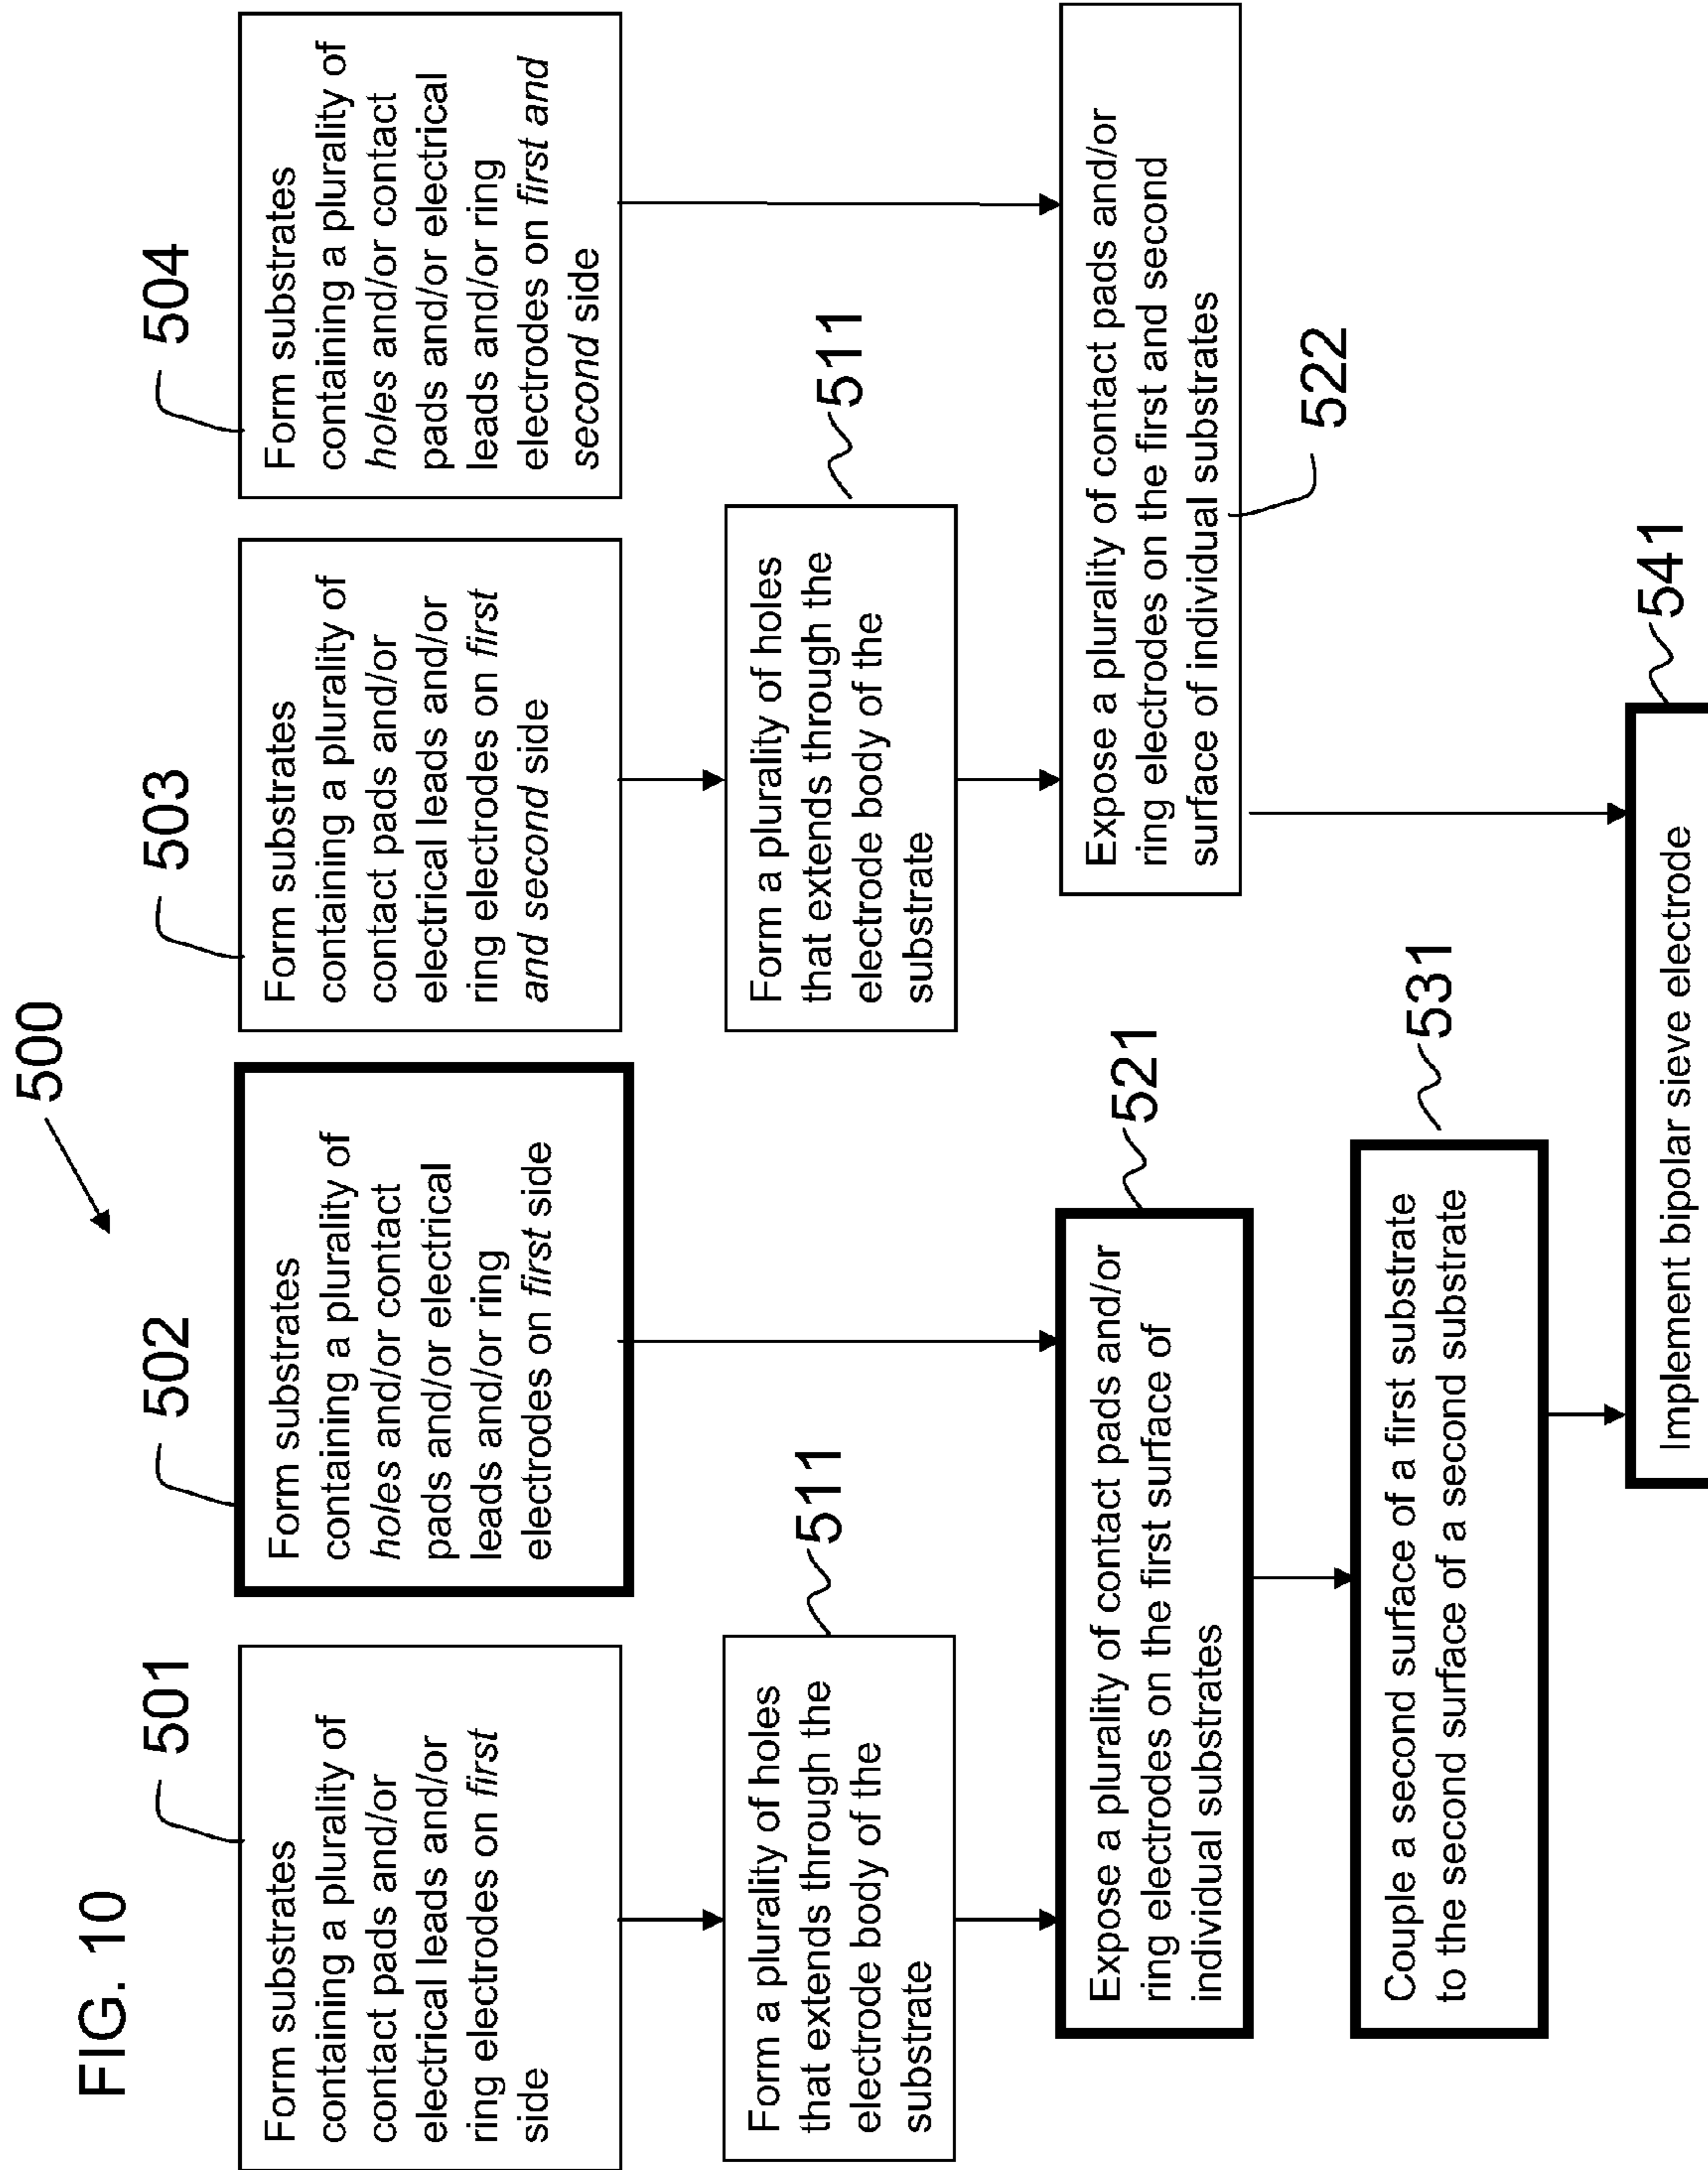 FIG. 10
500
501
Form substrates
containing a plurality of
contact pads and/or
electrical leads and/or
ring electrodes on first
side
502
Form substrates
containing a plurality of
holes and/or contact
pads and/or electrical
leads and/or ring
electrodes on first side
503
Form substrates
containing a plurality of
contact pads and/or
electrical leads and/or
ring electrodes on first
and second side
504
Form substrates
containing a plurality of
holes and/or contact
pads and/or electrical
leads and/or ring
electrodes on first and
second side
511
Form a plurality of holes
that extends through the
electrode body of the
substrate
511
Form a plurality of holes
that extends through the
electrode body of the
substrate
521
Expose a plurality of contact pads and/or
ring electrodes on the first surface of
individual substrates
522
Expose a plurality of contact pads and/or
ring electrodes on the first and second
surface of individual substrates
531
Couple a second surface of a first substrate
to the second surface of a second substrate
541
Implement bipolar sieve electrode